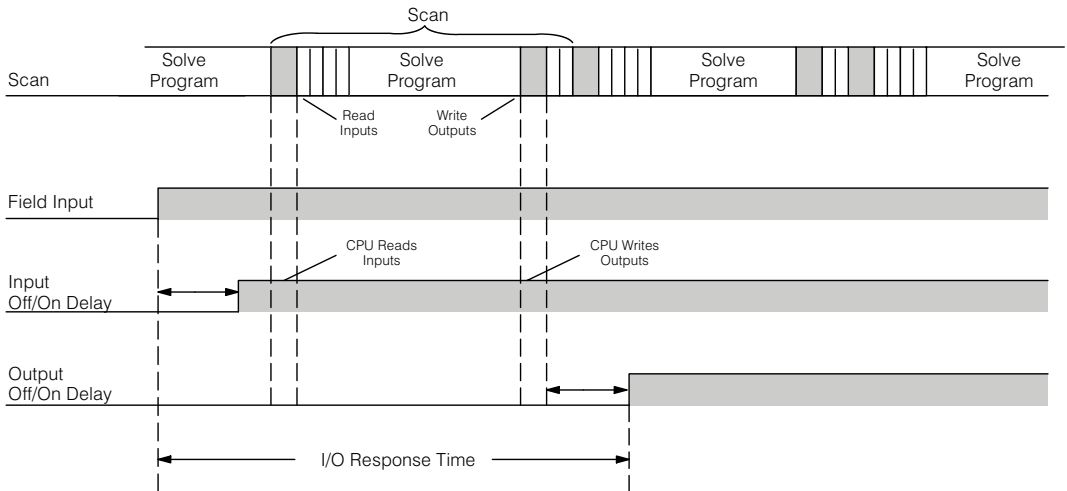 Scan
Scan
Solve
Program
Solve
Program
Solve
Program
Solve
Program
Read
Inputs
Write
Outputs
Field Input
CPU Reads
Inputs
CPU Writes
Outputs
Input
Off/On Delay
Output
Off/On Delay
I/O Response Time